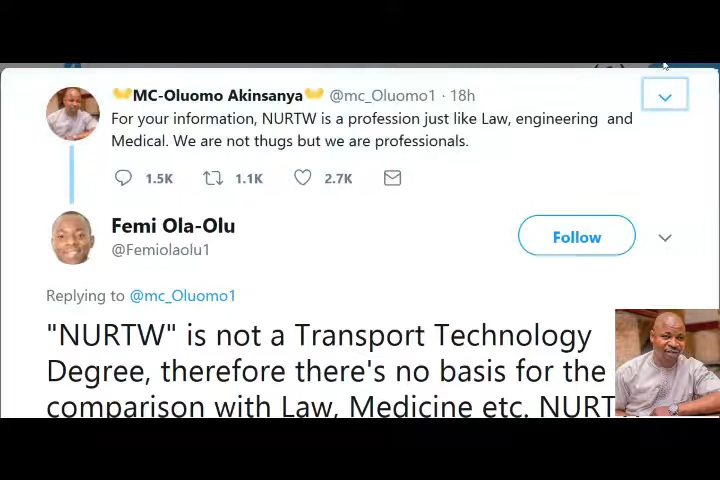 MC-Oluomo Akinsanya @mc_Oluomo1 · 18h
For your information, NURTW is a profession just like Law, engineering and
Medical. We are not thugs but we are professionals.
1.5K 1.1K 2.7K
Femi Ola-Olu
@Femiolaolu1
Follow
Replying to @mc_Oluomo1
"NURTW" is not a Transport Technology
Degree, therefore there's no basis for the
comparison with Law, Medicine etc.